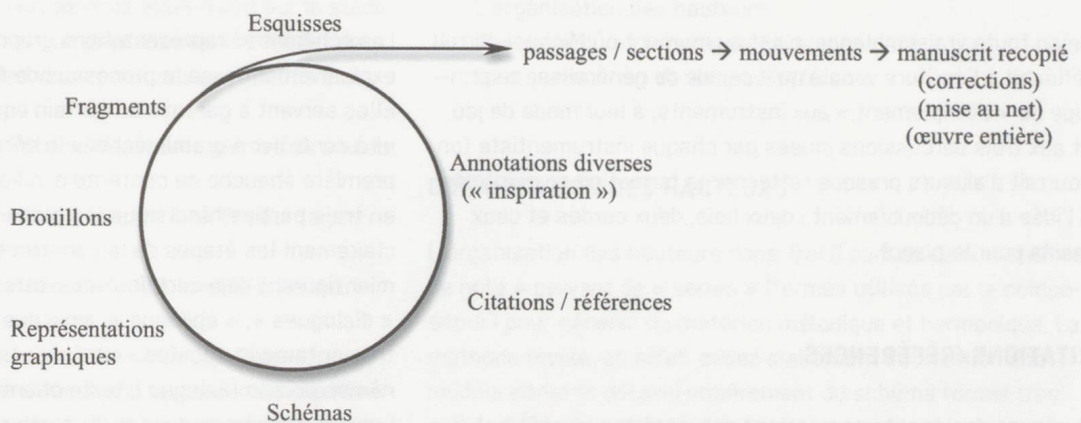 Esquisses
passages / sections → mouvements → manuscrit recopié
(corrections)
(mise au net)
(œuvre entière)
Fragments
Annotations diverses
(« inspiration »)
Brouillons
Citations / références
Représentations
graphiques
Schémas